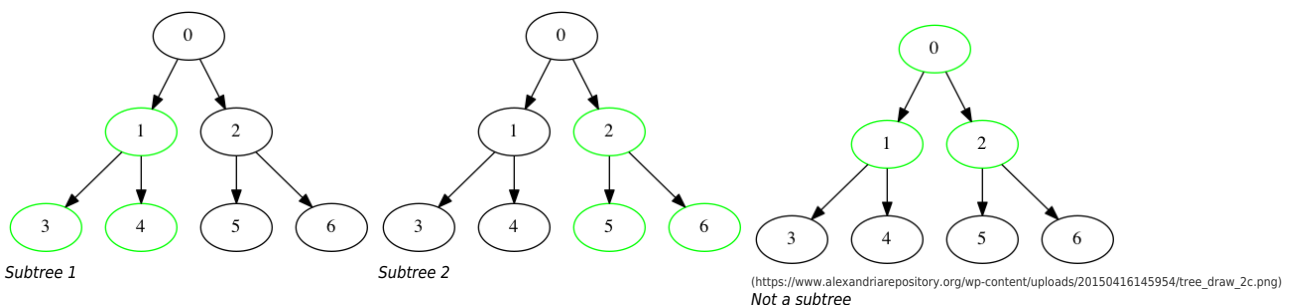 0
1 2
3 4 5 6
Subtree 1
0
1 2
3 4 5 6
Subtree 2
0
1 2
3 4 5 6
(https://www.alexandriarepository.org/wp-content/uploads/20150416145954/tree_draw_2c.png)
Not a subtree